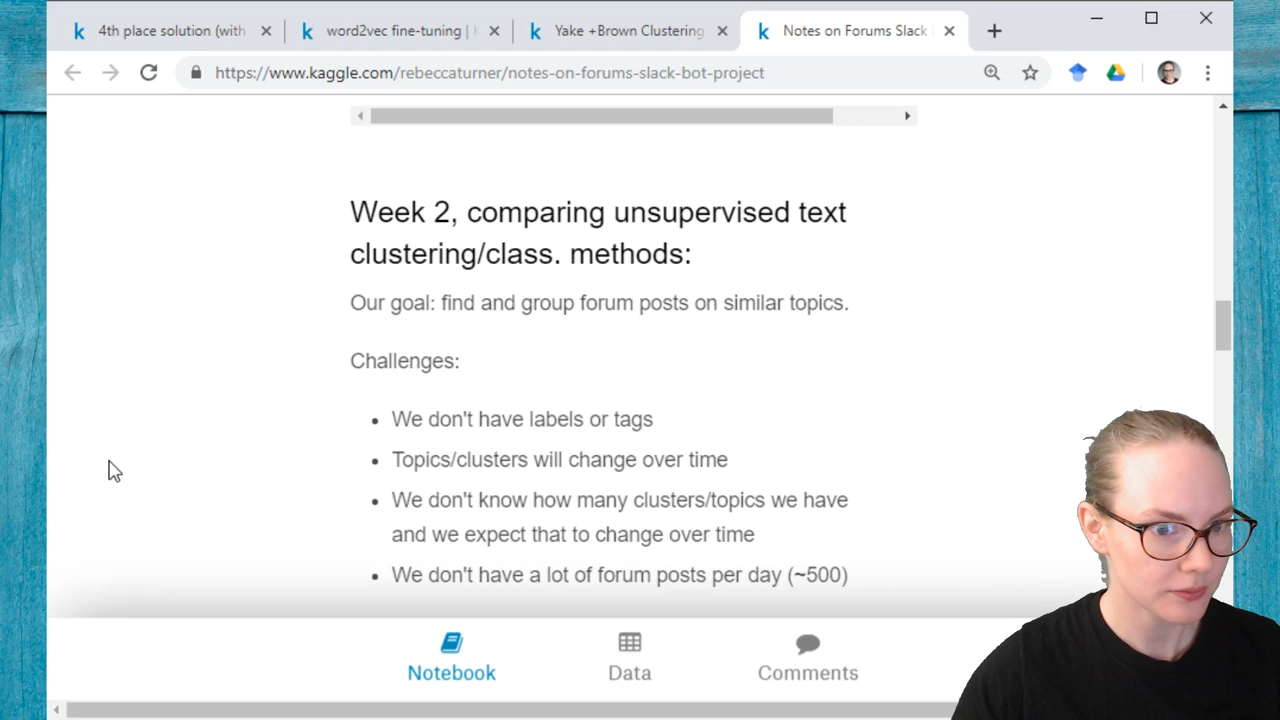 4th place solution (with
word2vec fine-tuning |
Yake +Brown Clustering
Notes on Forums Slack
https://www.kaggle.com/rebeccaturner/notes-on-forums-slack-bot-project
Week 2, comparing unsupervised text
clustering/class. methods:
Our goal: find and group forum posts on similar topics.
Challenges:
• We don't have labels or tags
• Topics/clusters will change over time
• We don't know how many clusters/topics we have
and we expect that to change over time
• We don't have a lot of forum posts per day (~500)
Notebook
Data
Comments